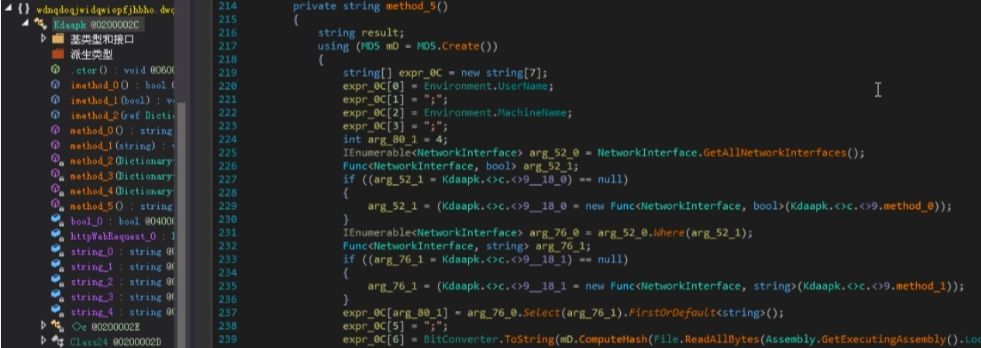 wdnqdoqjwidqwiopfjhbho.dwq
Kdaapk @0200002C
基类型和接口
派生类型
.ctor() : void @0600
imethod_0() : bool (
imethod_1(bool) : vo
imethod_2(ref Dictio
method_0() : string
method_1(string) : v
method_2(Dictionary
method_3(Dictionary
method_4(Dictionary
method_5() : string
bool_0 : bool @0400
httpWebRequest_0 : 
string_0 : string @0
string_1 : string @0
string_2 : string @0
string_3 : string @0
string_4 : string @0
<>c @0200002E
Class24 @0200002D
214 private string method_5()
215 {
216 string result;
217 using (MD5 mD = MD5.Create())
218 {
219 string[] expr_0C = new string[7];
220 expr_0C[0] = Environment.UserName;
221 expr_0C[1] = ";";
222 expr_0C[2] = Environment.MachineName;
223 expr_0C[3] = ";";
224 int arg_80_1 = 4;
225 IEnumerable<NetworkInterface> arg_52_0 = NetworkInterface.GetAllNetworkInterfaces();
226 Func<NetworkInterface, bool> arg_52_1;
227 if ((arg_52_1 = Kdaapk.<>c.<>9__18_0) == null)
228 {
229 arg_52_1 = (Kdaapk.<>c.<>9__18_0 = new Func<NetworkInterface, bool>(Kdaapk.<>c.<>9.method_0));
230 }
231 IEnumerable<NetworkInterface> arg_76_0 = arg_52_0.Where(arg_52_1);
232 Func<NetworkInterface, string> arg_76_1;
233 if ((arg_76_1 = Kdaapk.<>c.<>9__18_1) == null)
234 {
235 arg_76_1 = (Kdaapk.<>c.<>9__18_1 = new Func<NetworkInterface, string>(Kdaapk.<>c.<>9.method_1));
236 }
237 expr_0C[arg_80_1] = arg_76_0.Select(arg_76_1).FirstOrDefault<string>();
238 expr_0C[5] = ";";
239 expr_0C[6] = BitConverter.ToString(mD.ComputeHash(File.ReadAllBytes(Assembly.GetExecutingAssembly().Loc